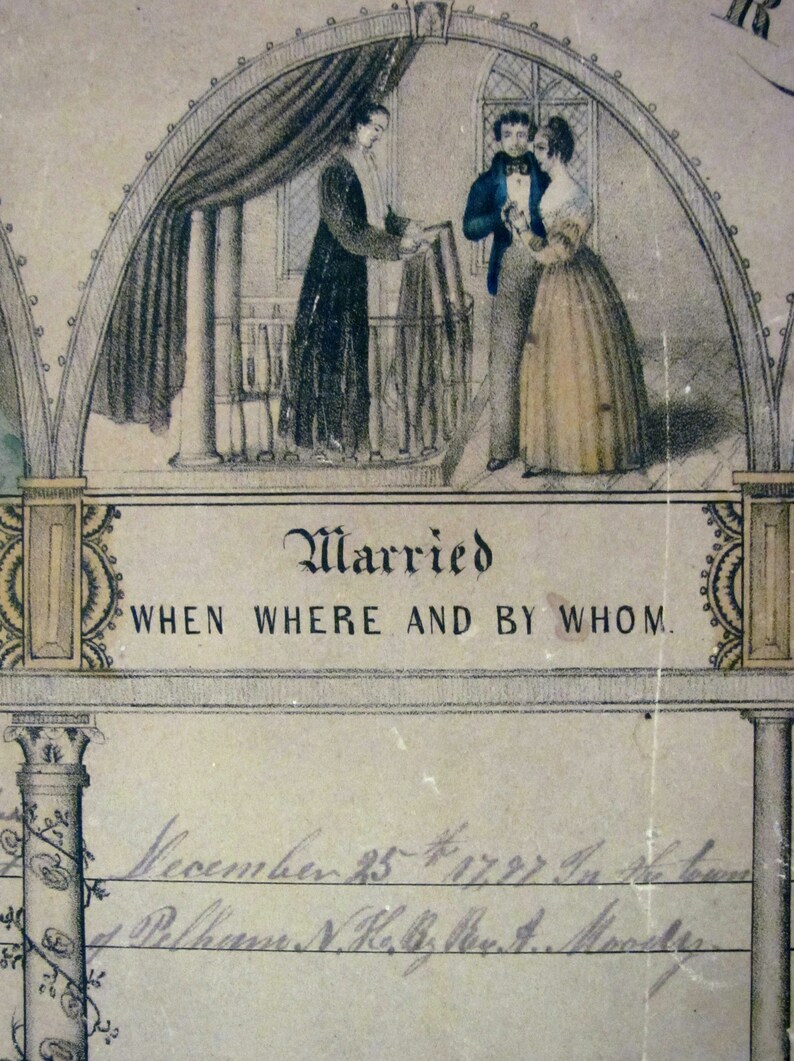 R
Married
WHEN WHERE AND BY WHOM.
December 25th 1797 In the town
of Pelham N. H. By Rev. A. Moody.